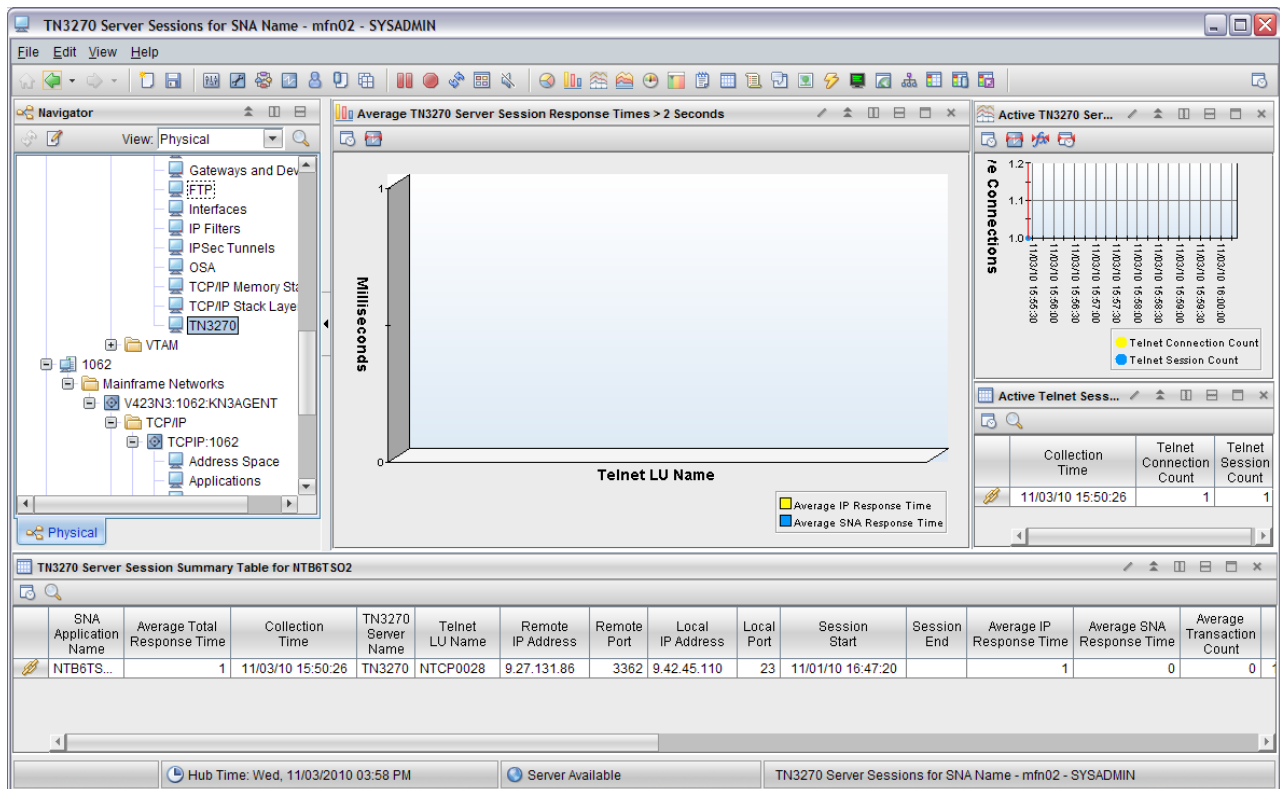 TN3270 Server Sessions for SNA Name - mfn02 - SYSADMIN
File Edit View Help
Navigator
View: Physical
Gateways and Dev
FTP
Interfaces
IP Filters
IPSec Tunnels
OSA
TCP/IP Memory Sta
TCP/IP Stack Laye
TN3270
VTAM
1062
Mainframe Networks
V423N3:1062:KN3AGENT
TCP/IP
TCPIP:1062
Address Space
Applications
Physical
Average TN3270 Server Session Response Times > 2 Seconds
1
0
Milliseconds
Telnet LU Name
Average IP Response Time
Average SNA Response Time
Active TN3270 Ser...
e Connections
1.2
1.1
1.0
11/03/10 15:55:30
11/03/10 15:56:00
11/03/10 15:56:30
11/03/10 15:57:00
11/03/10 15:57:30
11/03/10 15:58:00
11/03/10 15:58:30
11/03/10 15:59:00
11/03/10 15:59:30
11/03/10 16:00:00
Telnet Connection Count
Telnet Session Count
Active Telnet Sess...
Collection Time Telnet Connection Count Telnet Session Count
11/03/10 15:50:26 1 1
TN3270 Server Session Summary Table for NTB6TSO2
SNA Application Name Average Total Response Time Collection Time TN3270 Server Name Telnet LU Name Remote IP Address Remote Port Local IP Address Local Port Session Start Session End Average IP Response Time Average SNA Response Time Average Transaction Count
NTB6TS... 1 11/03/10 15:50:26 TN3270 NTCP0028 9.27.131.86 3362 9.42.45.110 23 11/01/10 16:47:20 1 0 0
Hub Time: Wed, 11/03/2010 03:58 PM
Server Available
TN3270 Server Sessions for SNA Name - mfn02 - SYSADMIN